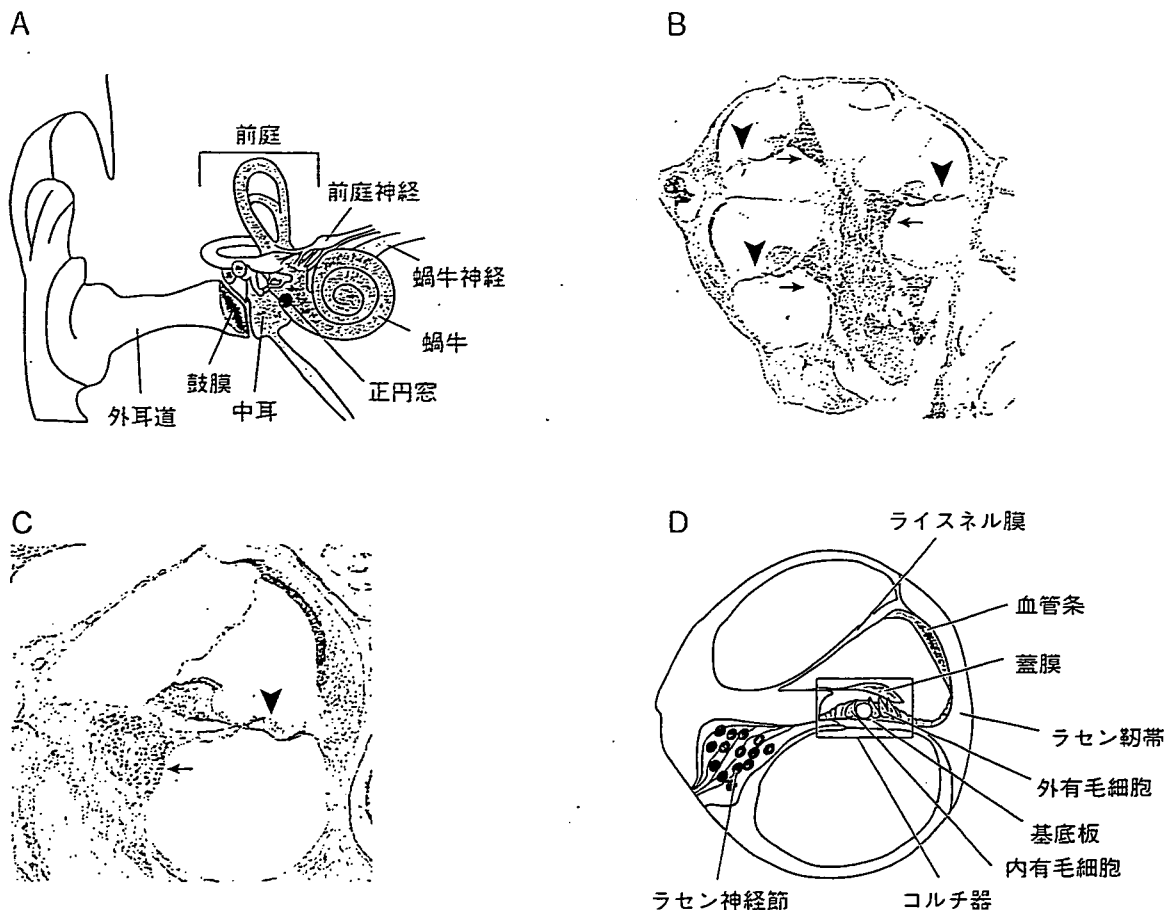 A
前庭
前庭神経
蝸牛神経
蝸牛
正円窓
中耳
鼓膜
外耳道
B
C
D
ライスネル膜
血管条
蓋膜
ラセン靭帯
外有毛細胞
基底板
内有毛細胞
コルチ器
ラセン神経節